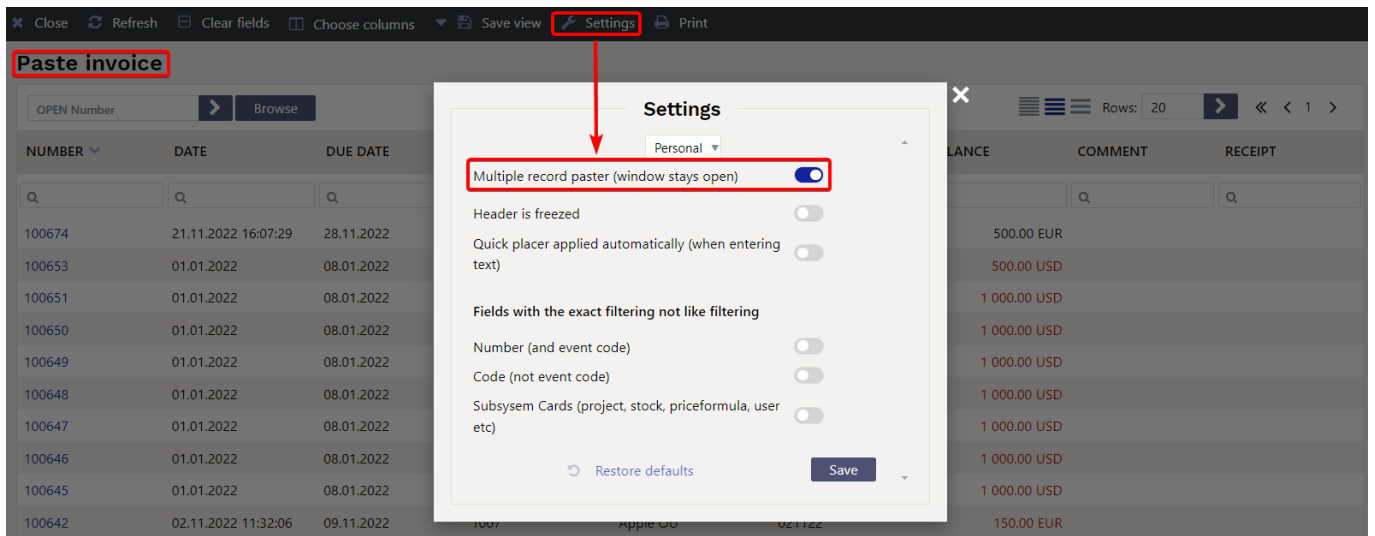 Close Refresh Clear fields Choose columns Save view Settings Print
Paste invoice
OPEN Number Browse Rows: 20 1
NUMBER DATE DUE DATE LANCE COMMENT RECEIPT
Settings
Personal
Multiple record paster (window stays open)
Header is freezed
Quick placer applied automatically (when entering
text)
Fields with the exact filtering not like filtering
Number (and event code)
Code (not event code)
Subsysem Cards (project, stock, priceformula, user
etc)
Restore defaults Save
100674 21.11.2022 16:07:29 28.11.2022 500.00 EUR
100653 01.01.2022 08.01.2022 500.00 USD
100651 01.01.2022 08.01.2022 1 000.00 USD
100650 01.01.2022 08.01.2022 1 000.00 USD
100649 01.01.2022 08.01.2022 1 000.00 USD
100648 01.01.2022 08.01.2022 1 000.00 USD
100647 01.01.2022 08.01.2022 1 000.00 USD
100646 01.01.2022 08.01.2022 1 000.00 USD
100645 01.01.2022 08.01.2022 1 000.00 USD
100642 02.11.2022 11:32:06 09.11.2022 1007 Apple OÜ 021122 150.00 EUR